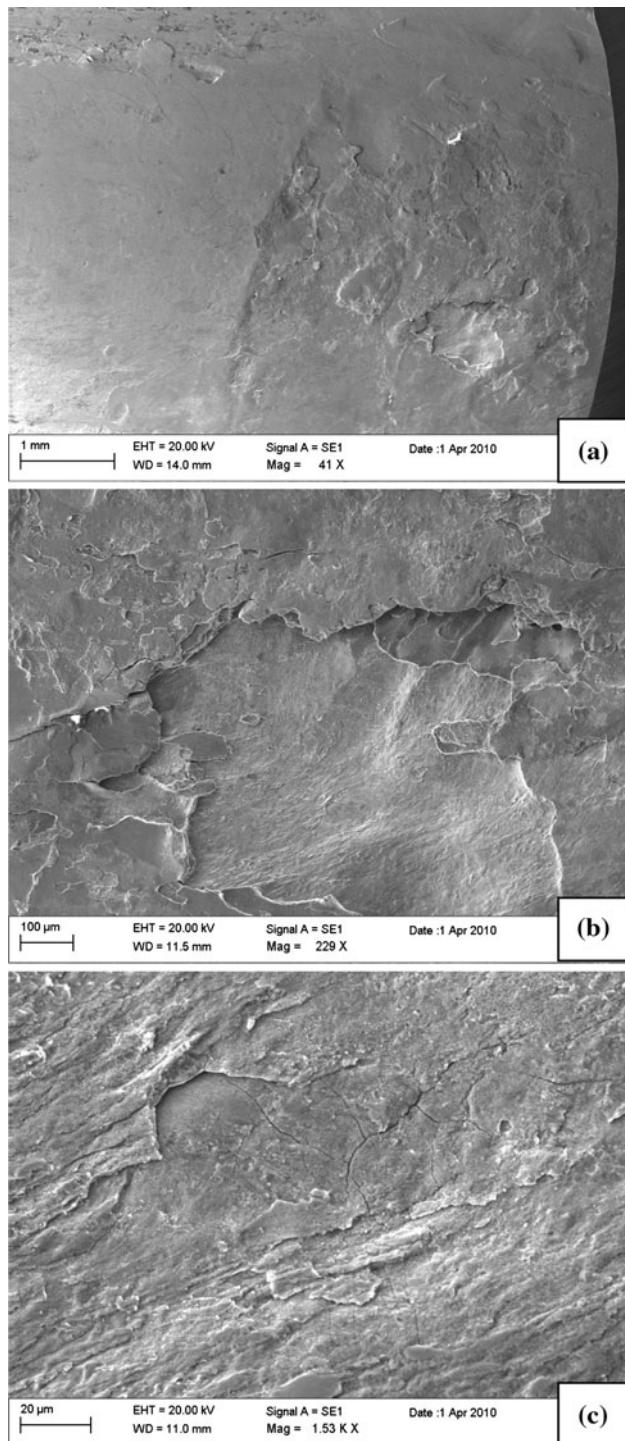 1 mm EHT = 20.00 kV Signal A = SE1 Date :1 Apr 2010
WD = 14.0 mm Mag = 41 X
(a)
100 µm EHT = 20.00 kV Signal A = SE1 Date :1 Apr 2010
WD = 11.5 mm Mag = 229 X
(b)
20 µm EHT = 20.00 kV Signal A = SE1 Date :1 Apr 2010
WD = 11.0 mm Mag = 1.53 K X
(c)